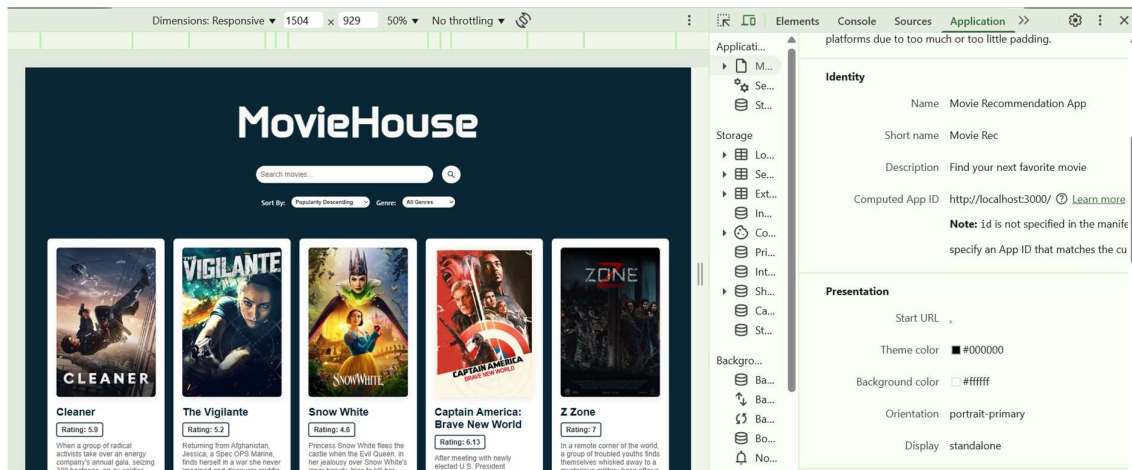 Dimensions: Responsive ▼ 1504 × 929 50% ▼ No throttling ▼
Elements Console Sources Application
MovieHouse
Search movies...
Sort By: Popularity Descending Genre: All Genres
CLEANER
Cleaner
Rating: 5.9
When a group of radical
activists take over an energy
company's annual gala, seizing
THE
VIGILANTE
The Vigilante
Rating: 5.2
Returning from Afghanistan,
Jessica, a Spec OPS Marine,
finds herself in a war she never
SNOW WHITE
Snow White
Rating: 4.6
Princess Snow White flees the
castle when the Evil Queen, in
her jealousy over Snow White's
CAPTAIN AMERICA
BRAVE NEW WORLD
Captain America:
Brave New World
Rating: 6.13
After meeting with newly
elected U.S. President
Z
ZONE
Z Zone
Rating: 7
In a remote corner of the world,
a group of troubled youths finds
themselves whisked away to a
Applicati...
M...
Se...
St...
Storage
Lo...
Se...
Ext...
In...
Co...
Pri...
Int...
Sh...
Ca...
St...
Backgro...
Ba...
Ba...
Ba...
Bo...
No...
platforms due to too much or too little padding.
Identity
Name Movie Recommendation App
Short name Movie Rec
Description Find your next favorite movie
Computed App ID http://localhost:3000/ Learn more
Note: id is not specified in the manife
specify an App ID that matches the cu
Presentation
Start URL .
Theme color #000000
Background color #ffffff
Orientation portrait-primary
Display standalone